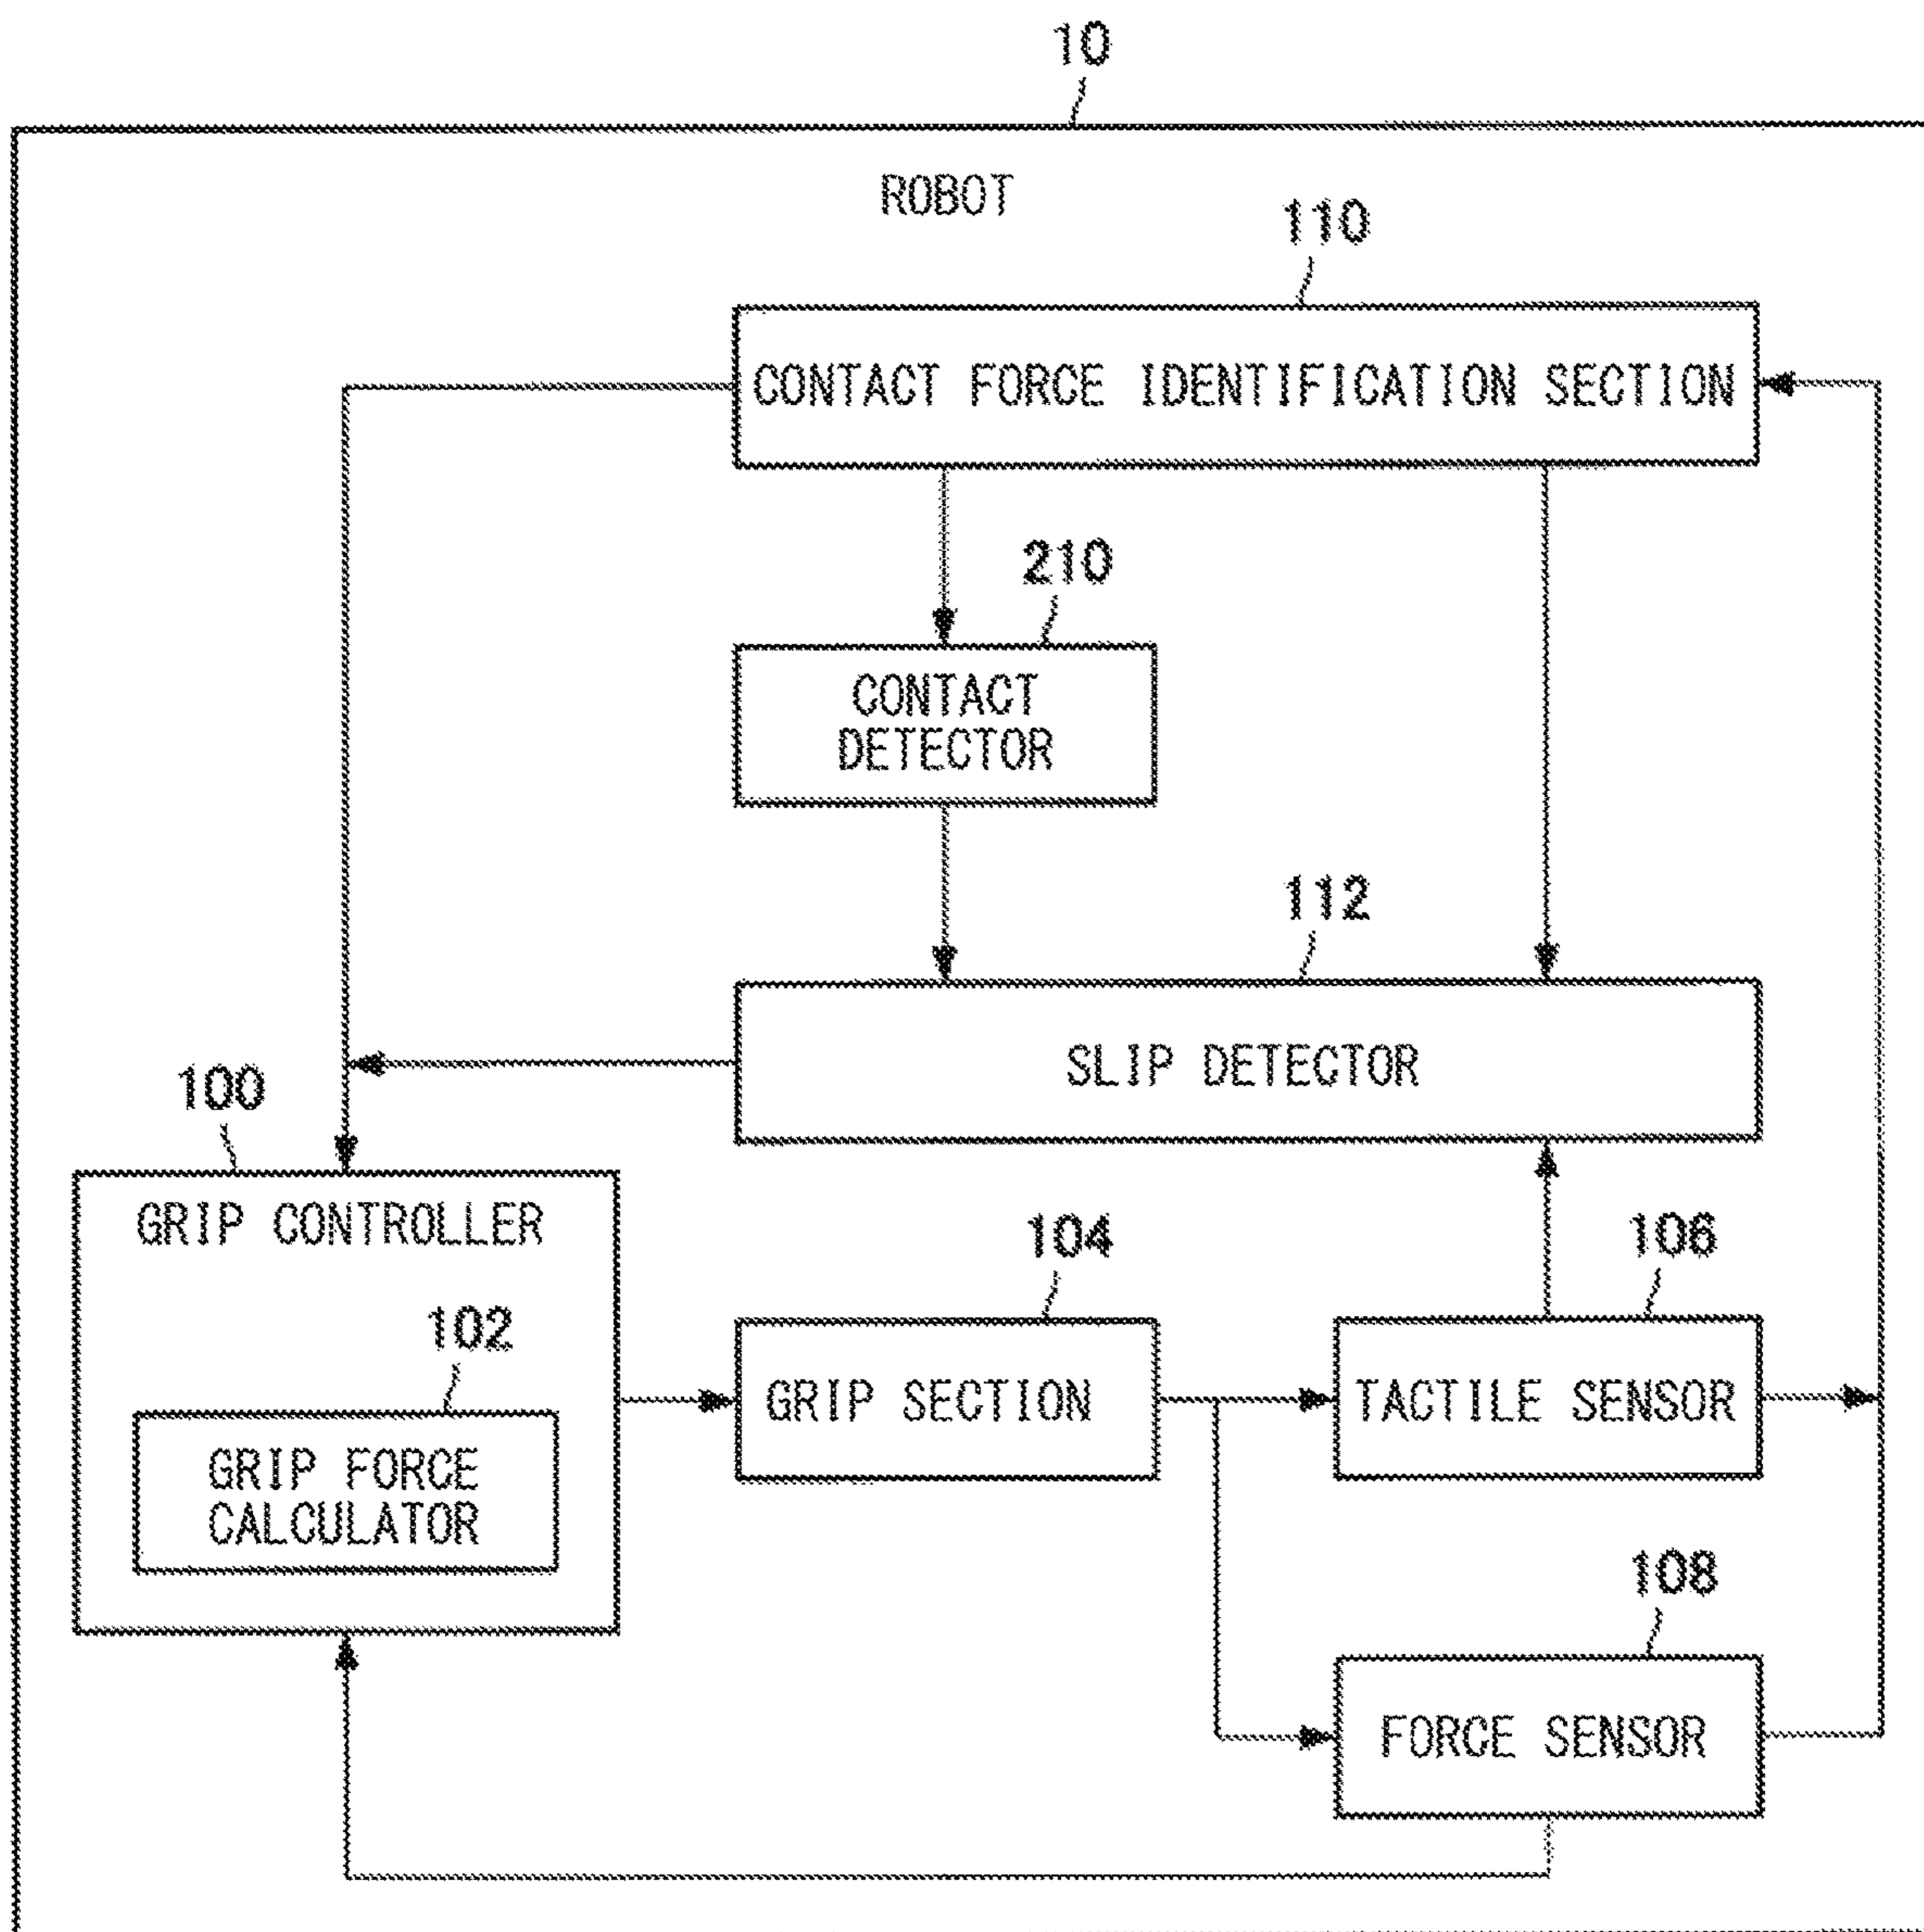 10
ROBOT
110
CONTACT FORCE IDENTIFICATION SECTION
210
CONTACT
DETECTOR
112
SLIP DETECTOR
100
GRIP CONTROLLER
102
GRIP FORCE
CALCULATOR
104
GRIP SECTION
106
TACTILE SENSOR
108
FORCE SENSOR